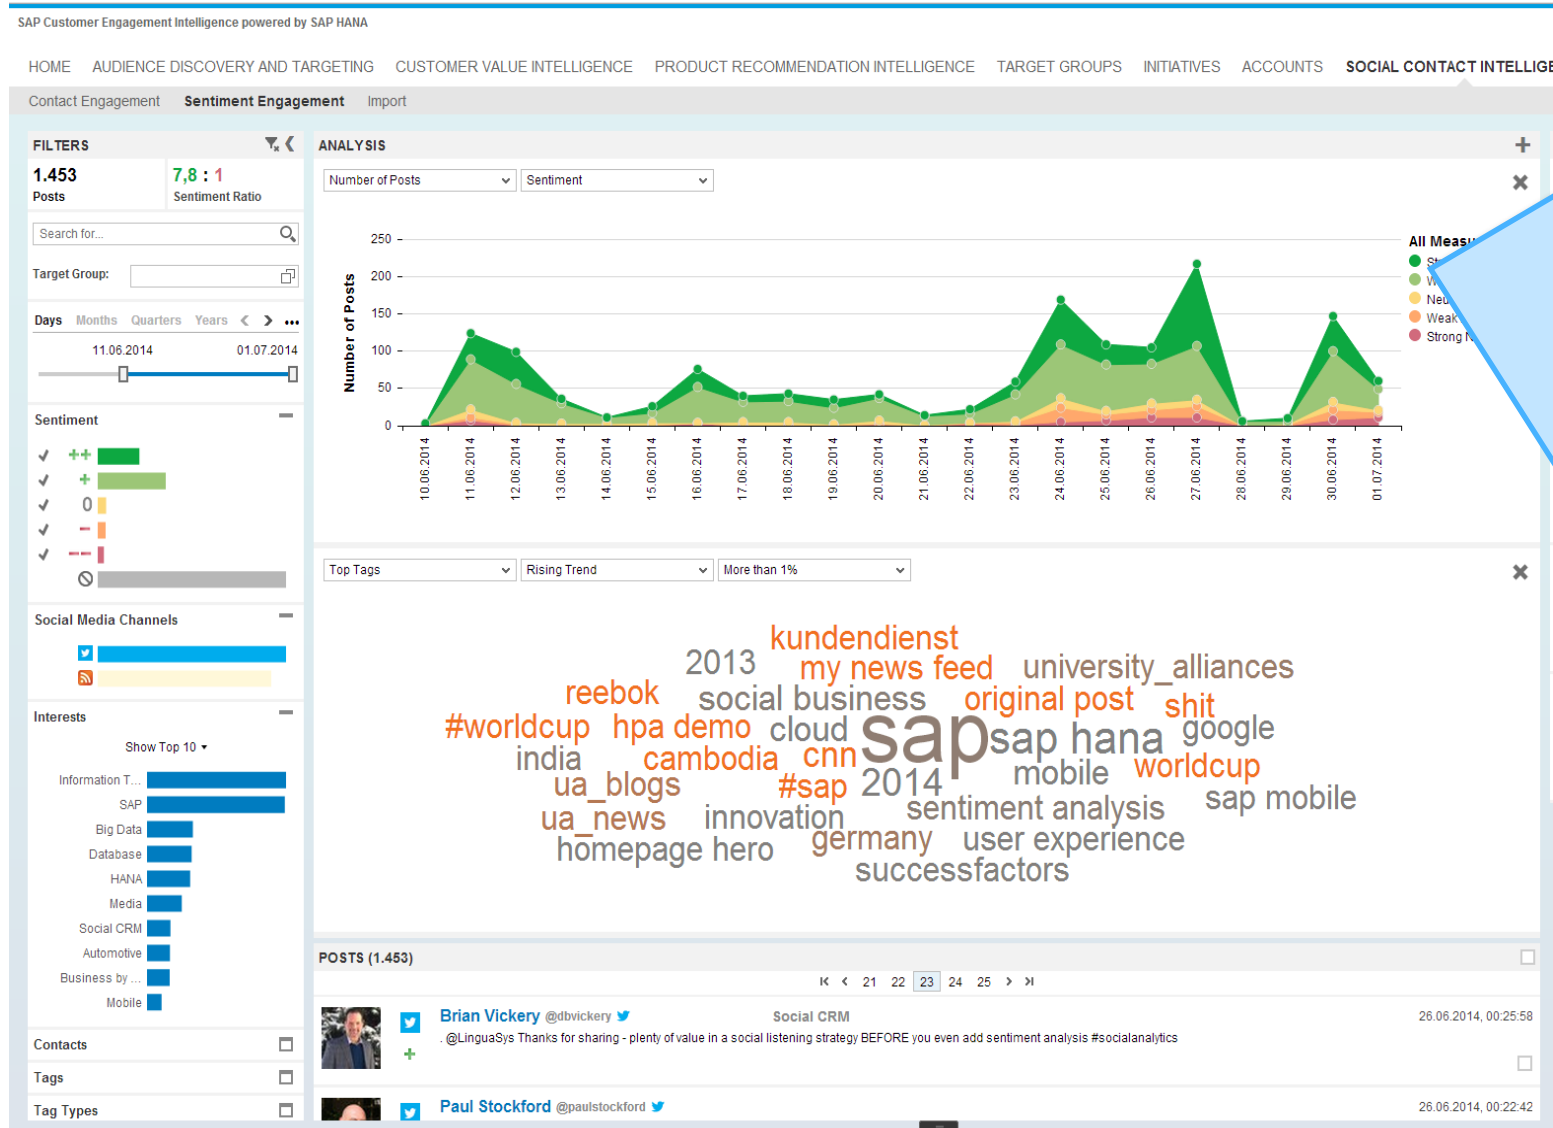 SAP Customer Engagement Intelligence powered by SAP HANA
HOME AUDIENCE DISCOVERY AND TARGETING CUSTOMER VALUE INTELLIGENCE PRODUCT RECOMMENDATION INTELLIGENCE TARGET GROUPS INITIATIVES ACCOUNTS SOCIAL CONTACT INTELLIGE
Contact Engagement Sentiment Engagement Import
FILTERS
1.453
Posts
7,8 : 1
Sentiment Ratio
Search for...
Target Group:
Days Months Quarters Years
11.06.2014 01.07.2014
Sentiment
++
+
0
-
--
Social Media Channels
Interests
Show Top 10
Information T...
SAP
Big Data
Database
HANA
Media
Social CRM
Automotive
Business by ...
Mobile
Contacts
Tags
Tag Types
ANALYSIS
Number of Posts Sentiment
Number of Posts
250
200
150
100
50
0
10.06.2014
11.06.2014
12.06.2014
13.06.2014
14.06.2014
15.06.2014
16.06.2014
17.06.2014
18.06.2014
19.06.2014
20.06.2014
21.06.2014
22.06.2014
23.06.2014
24.06.2014
25.06.2014
26.06.2014
27.06.2014
28.06.2014
29.06.2014
30.06.2014
01.07.2014
All Measu
St
W
Neu
Weak
Strong N
Top Tags Rising Trend More than 1%
kundendienst
2013 my news feed university_alliances
reebok social business original post shit
#worldcup hpa demo cloud sap sap hana google
india cambodia cnn mobile worldcup
ua_blogs #sap 2014 sentiment analysis sap mobile
ua_news innovation germany user experience
homepage hero successfactors
POSTS (1.453)
21 22 23 24 25
Brian Vickery @dbvickery Social CRM 26.06.2014, 00:25:58
. @LinguaSys Thanks for sharing - plenty of value in a social listening strategy BEFORE you even add sentiment analysis #socialanalytics
Paul Stockford @paulstockford 26.06.2014, 00:22:42